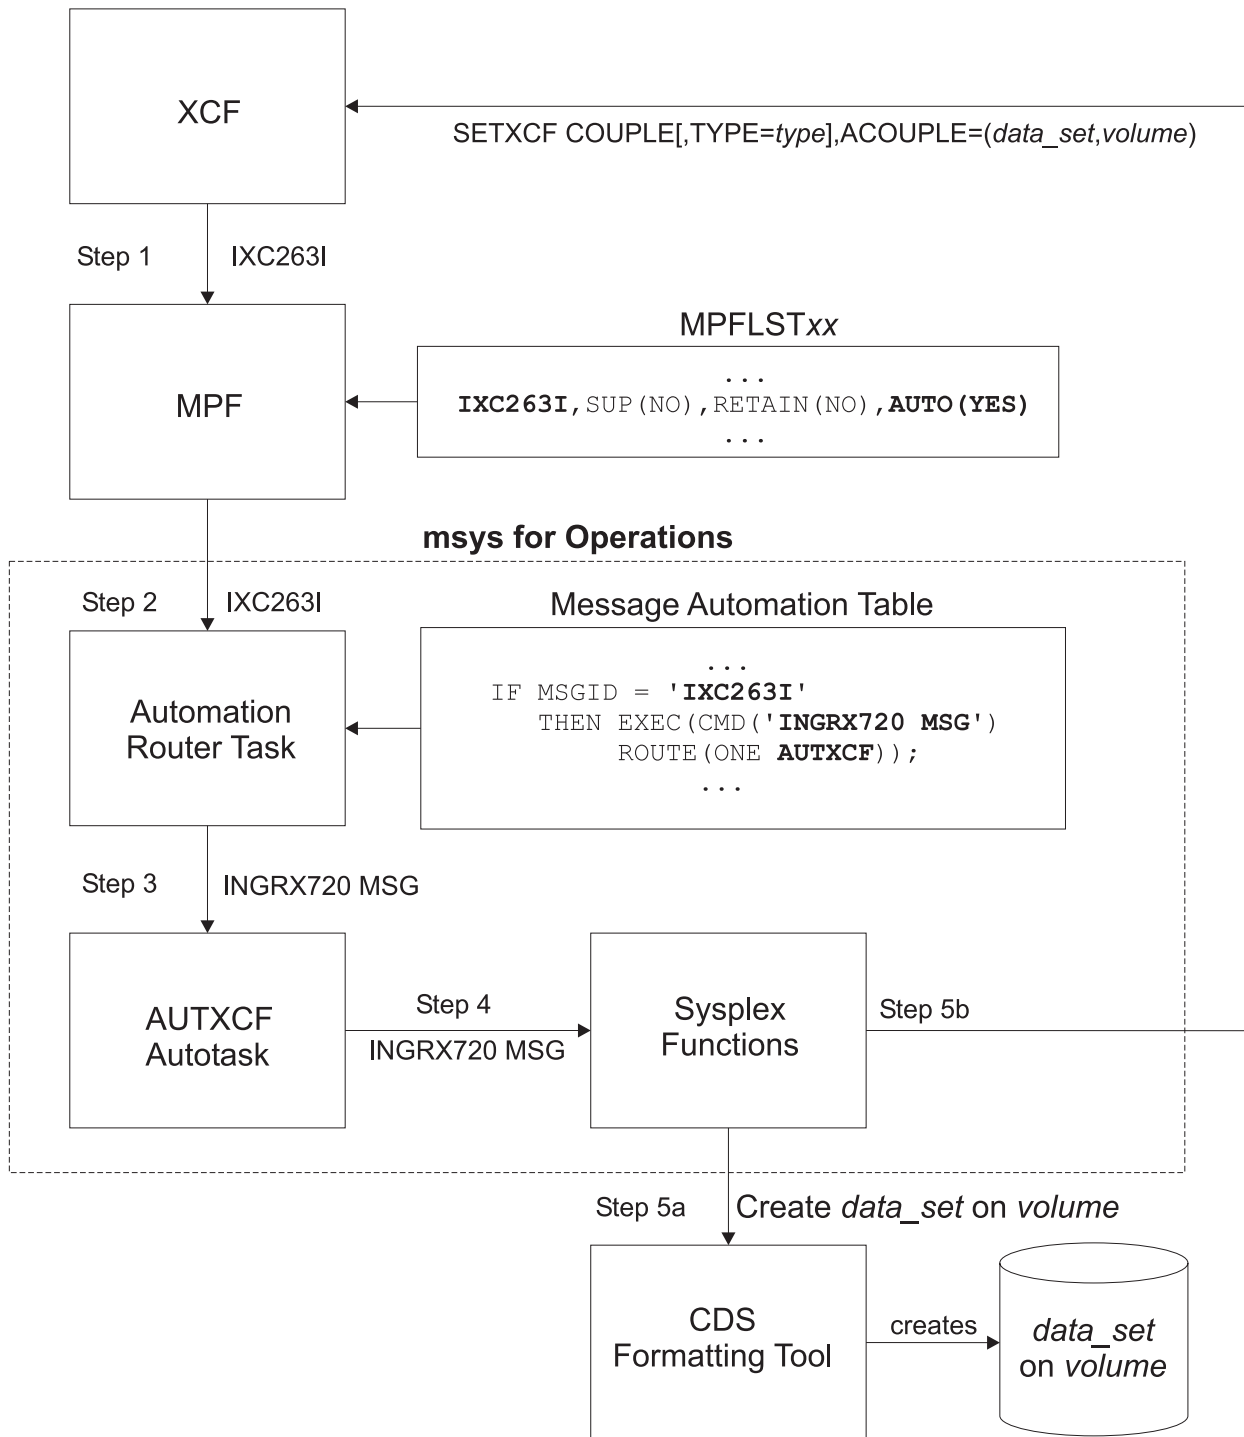 XCF
SETXCF COUPLE[,TYPE=type],ACOUPLE=(data_set,volume)
Step 1
IXC263I
MPFLSTxx
MPF
...
IXC263I,SUP(NO),RETAIN(NO),AUTO(YES)
...
msys for Operations
Step 2
IXC263I
Message Automation Table
Automation
Router Task
...
IF MSGID = 'IXC263I'
THEN EXEC(CMD('INGRX720 MSG')
ROUTE(ONE AUTXCF));
...
Step 3
INGRX720 MSG
AUTXCF
Autotask
Step 4
INGRX720 MSG
Sysplex
Functions
Step 5b
Step 5a
Create data_set on volume
CDS
Formatting Tool
creates
data_set
on volume